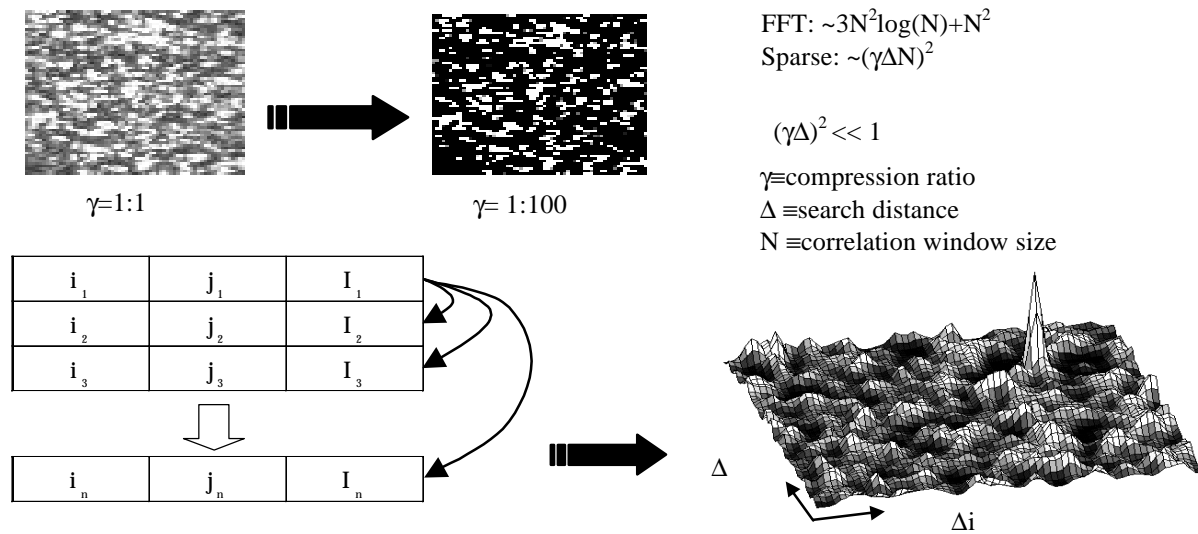 FFT: ~3N²log(N)+N²
Sparse: ~(γΔN)²
(γΔ)² << 1
γ≡compression ratio
Δ ≡search distance
N ≡correlation window size
γ=1:1
γ= 1:100
i₁ j₁ I₁
i₂ j₂ I₂
i₃ j₃ I₃
iₙ jₙ Iₙ
Δ
Δi